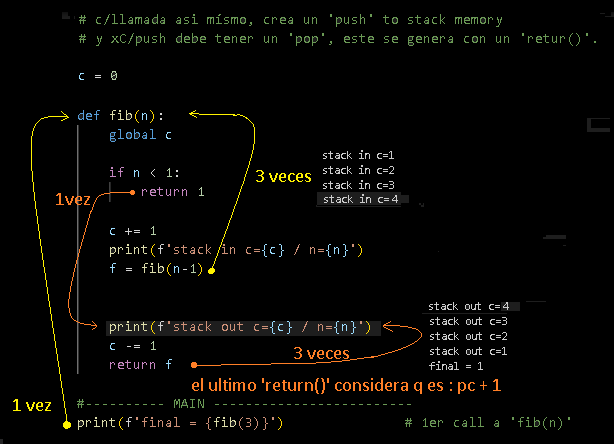 # c/llamada asi mísmo, crea un 'push' to stack memory
# y xC/push debe tener un 'pop', este se genera con un 'retur()'.
c = 0
def fib(n):
global c
if n < 1:
return 1
c += 1
print(f'stack in c={c} / n={n}')
f = fib(n-1)
print(f'stack out c={c} / n={n}')
c -= 1
return f
#---------- MAIN --------------------------
print(f'final = {fib(3)}')
# 1er call a 'fib(n)'
1vez
3 veces
stack in c=1
stack in c=2
stack in c=3
stack in c=4
stack out c=4
stack out c=3
stack out c=2
stack out c=1
final = 1
3 veces
el ultimo 'return()' considera q es : pc + 1
1 vez